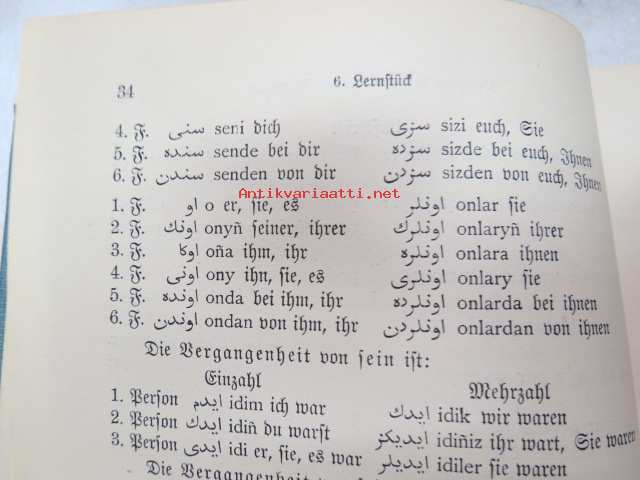 34 6. Lernstück
4. F. سنی seni dich سزی sizi euch, Sie
5. F. سنده sende bei dir سزده sizde bei euch, Ihnen
6. F. سندن senden von dir سزدن sizden von euch, Ihnen
Antikvariaatti.net
1. F. او o er, sie, es اونلر onlar sie
2. F. اونك onyñ seiner, ihrer اونلرك onlaryñ ihrer
3. F. اوكا oña ihm, ihr اونلره onlara ihnen
4. F. اونی ony ihn, sie, es اونلری onlary sie
5. F. اونده onda bei ihm, ihr اونلرده onlarda bei ihnen
6. F. اوندن ondan von ihm, ihr اونلردن onlardan von ihnen
Die Vergangenheit von sein ist:
Einzahl Mehrzahl
1. Person ایدم idim ich war ایدك idik wir waren
2. Person ایدك idiñ du warst ایدیكز idiñiz ihr wart, Sie waren
3. Person ایدی idi er, sie, es war ایدیلر idiler sie waren
Die Vergangenheit